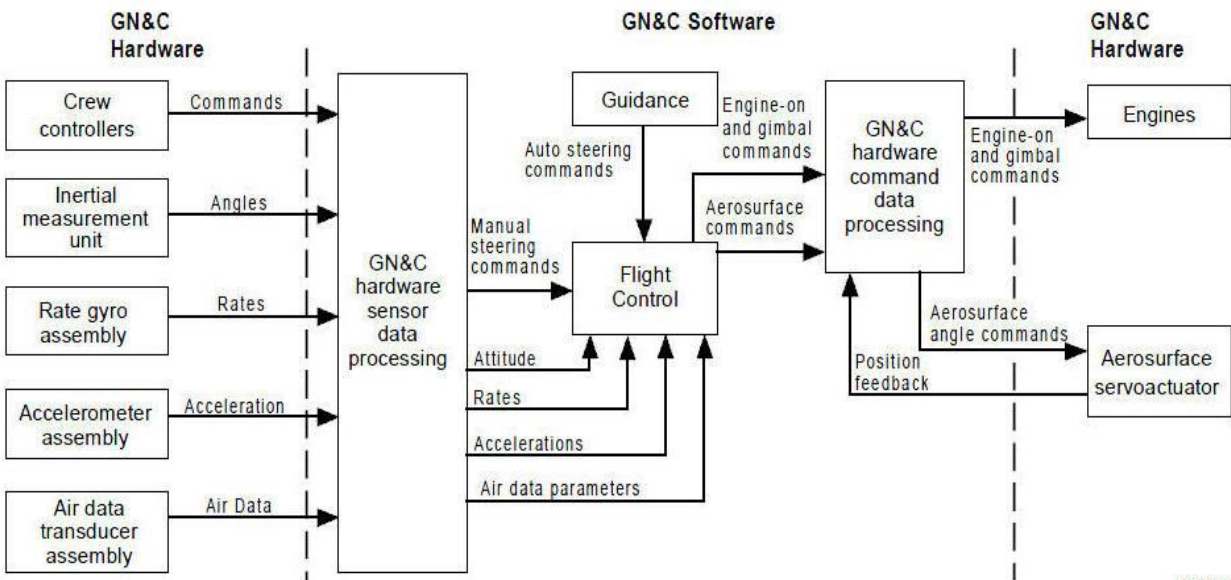 GN&C
Hardware
GN&C Software
GN&C
Hardware
Crew
controllers
Commands
Inertial
measurement
unit
Angles
Rate gyro
assembly
Rates
Accelerometer
assembly
Acceleration
Air data
transducer
assembly
Air Data
GN&C
hardware
sensor
data
processing
Manual
steering
commands
Attitude
Rates
Accelerations
Air data parameters
Guidance
Auto steering
commands
Flight
Control
Engine-on
and gimbal
commands
Aerosurface
commands
GN&C
hardware
command
data
processing
Engine-on
and gimbal
commands
Engines
Aerosurface
angle commands
Position
feedback
Aerosurface
servoactuator